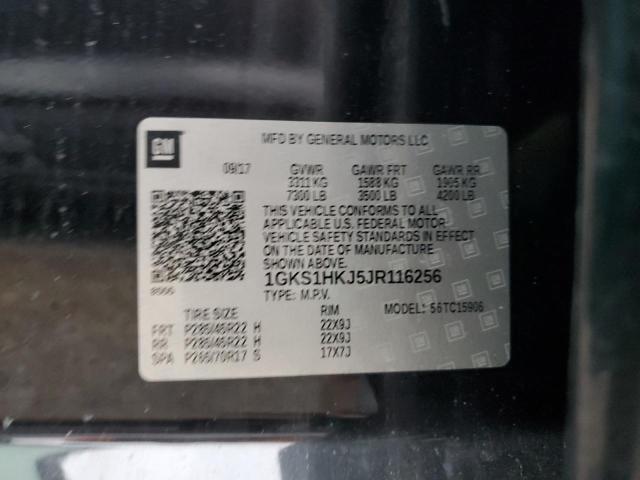 GM
MFD BY GENERAL MOTORS LLC
09/17 GVWR GAWR FRT GAWR RR
3311 KG 1588 KG 1905 KG
7300 LB 3500 LB 4200 LB
THIS VEHICLE CONFORMS TO ALL
APPLICABLE U.S. FEDERAL MOTOR
VEHICLE SAFETY STANDARDS IN EFFECT
ON THE DATE OF MANUFACTURE
SHOWN ABOVE.
1GKS1HKJ5JR116256
TYPE: M.P.V.
TIRE SIZE RIM MODEL: 56TC15906
FRT P285/45R22 H 22X9J
RR P285/45R22 H 22X9J
SPA P265/70R17 S 17X7J